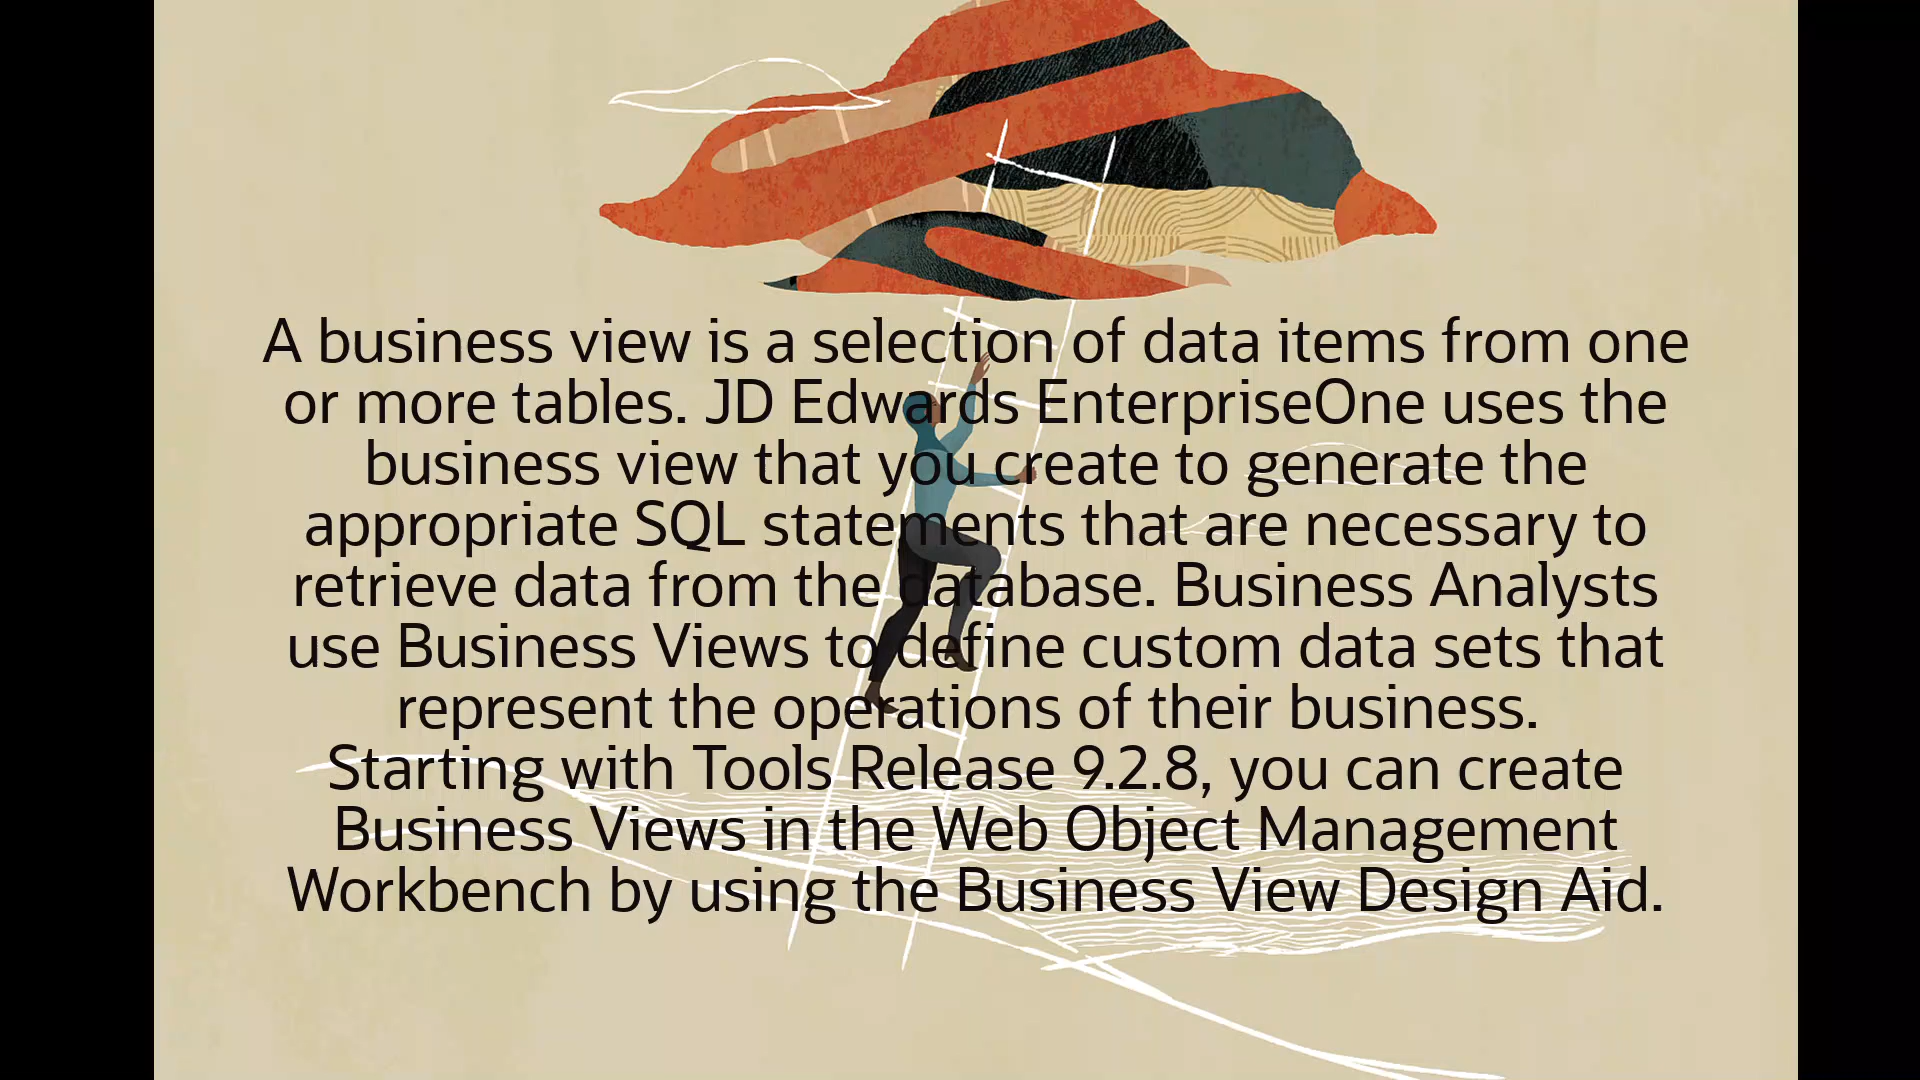 A business view is a selection of data items from one
or more tables. JD Edwards EnterpriseOne uses the
business view that you create to generate the
appropriate SQL statements that are necessary to
retrieve data from the database. Business Analysts
use Business Views to define custom data sets that
represent the operations of their business.
Starting with Tools Release 9.2.8, you can create
Business Views in the Web Object Management
Workbench by using the Business View Design Aid.